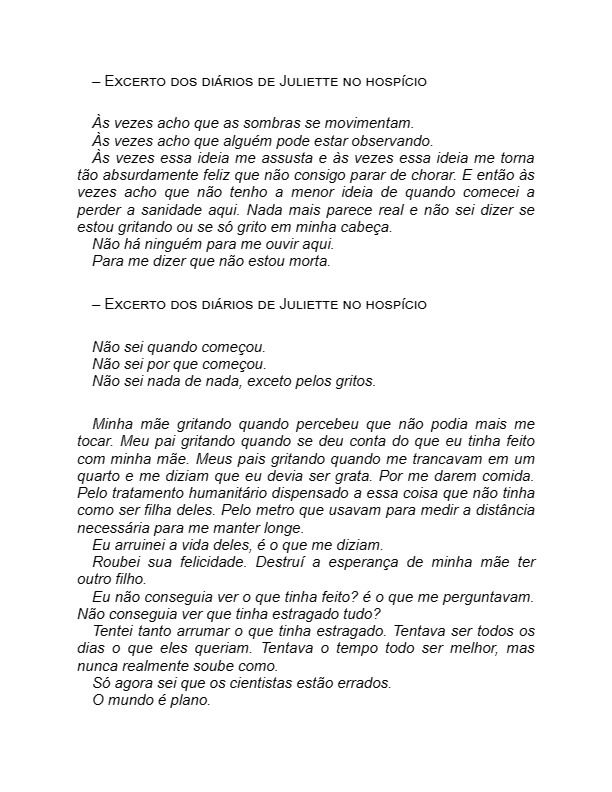 – Excerto dos diários de Juliette no hospício
Às vezes acho que as sombras se movimentam.
Às vezes acho que alguém pode estar observando.
Às vezes essa ideia me assusta e às vezes essa ideia me torna
tão absurdamente feliz que não consigo parar de chorar. E então às
vezes acho que não tenho a menor ideia de quando comecei a
perder a sanidade aqui. Nada mais parece real e não sei dizer se
estou gritando ou se só grito em minha cabeça.
Não há ninguém para me ouvir aqui.
Para me dizer que não estou morta.
– Excerto dos diários de Juliette no hospício
Não sei quando começou.
Não sei por que começou.
Não sei nada de nada, exceto pelos gritos.
Minha mãe gritando quando percebeu que não podia mais me
tocar. Meu pai gritando quando se deu conta do que eu tinha feito
com minha mãe. Meus pais gritando quando me trancavam em um
quarto e me diziam que eu devia ser grata. Por me darem comida.
Pelo tratamento humanitário dispensado a essa coisa que não tinha
como ser filha deles. Pelo metro que usavam para medir a distância
necessária para me manter longe.
Eu arruinei a vida deles, é o que me diziam.
Roubei sua felicidade. Destruí a esperança de minha mãe ter
outro filho.
Eu não conseguia ver o que tinha feito? é o que me perguntavam.
Não conseguia ver que tinha estragado tudo?
Tentei tanto arrumar o que tinha estragado. Tentava ser todos os
dias o que eles queriam. Tentava o tempo todo ser melhor, mas
nunca realmente soube como.
Só agora sei que os cientistas estão errados.
O mundo é plano.